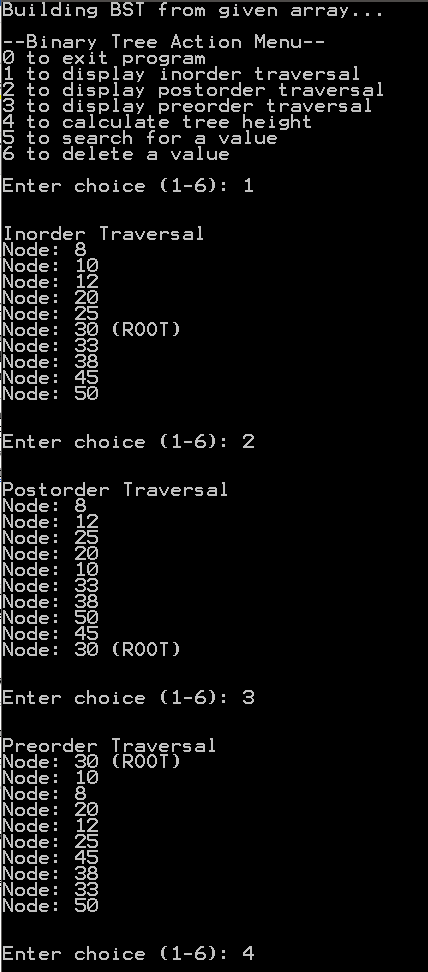 Building BST from given array...
--Binary Tree Action Menu--
0 to exit program
1 to display inorder traversal
2 to display postorder traversal
3 to display preorder traversal
4 to calculate tree height
5 to search for a value
6 to delete a value
Enter choice (1-6): 1
Inorder Traversal
Node: 8
Node: 10
Node: 12
Node: 20
Node: 25
Node: 30 (ROOT)
Node: 33
Node: 38
Node: 45
Node: 50
Enter choice (1-6): 2
Postorder Traversal
Node: 8
Node: 12
Node: 25
Node: 20
Node: 10
Node: 33
Node: 38
Node: 50
Node: 45
Node: 30 (ROOT)
Enter choice (1-6): 3
Preorder Traversal
Node: 30 (ROOT)
Node: 10
Node: 8
Node: 20
Node: 12
Node: 25
Node: 45
Node: 38
Node: 33
Node: 50
Enter choice (1-6): 4